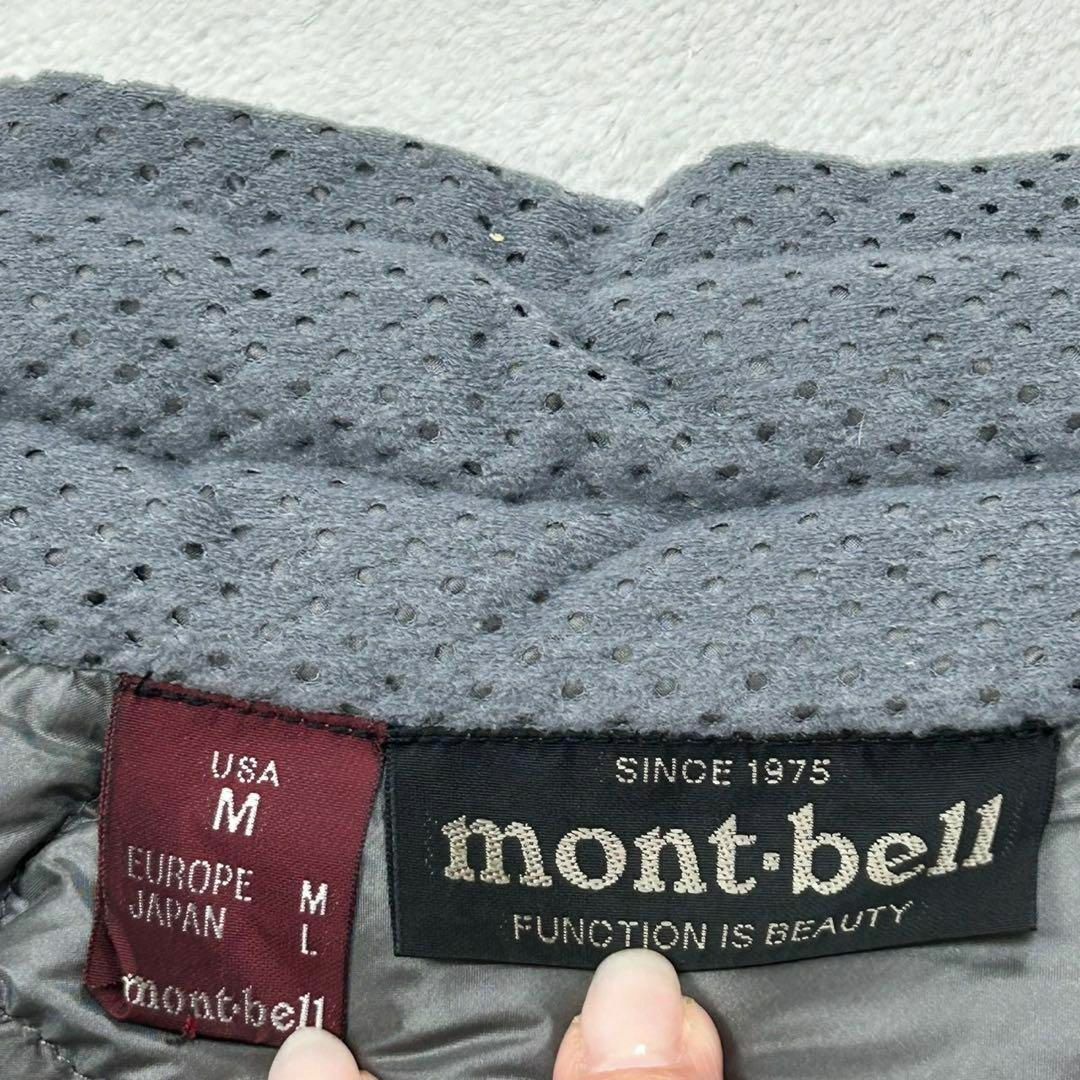 USA
M
EUROPE M
JAPAN L
mont-bell
SINCE 1975
mont-bell
FUNCTION IS BEAUTY